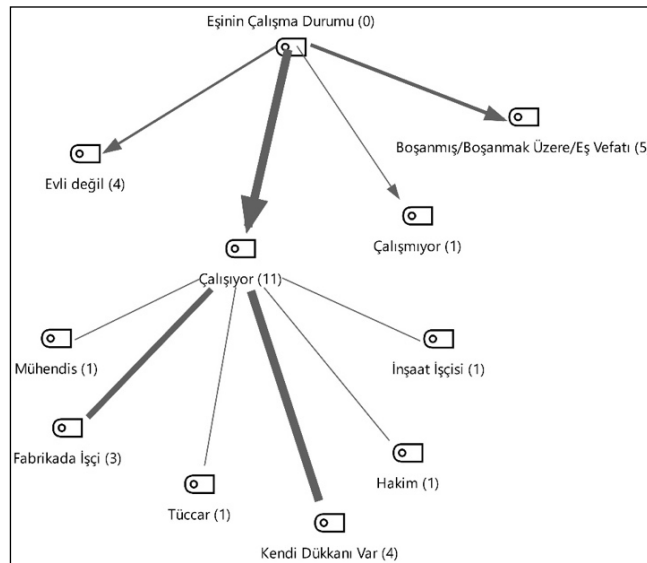 Eşinin Çalışma Durumu (0)
Boşanmış/Boşanmak Üzere/Eş Vefatı (5
Evli değil (4)
Çalışmıyor (1)
Çalışıyor (11)
Mühendis (1)
İnşaat İşçisi (1)
Fabrikada İşçi (3)
Hakim (1)
Tüccar (1)
Kendi Dükkanı Var (4)